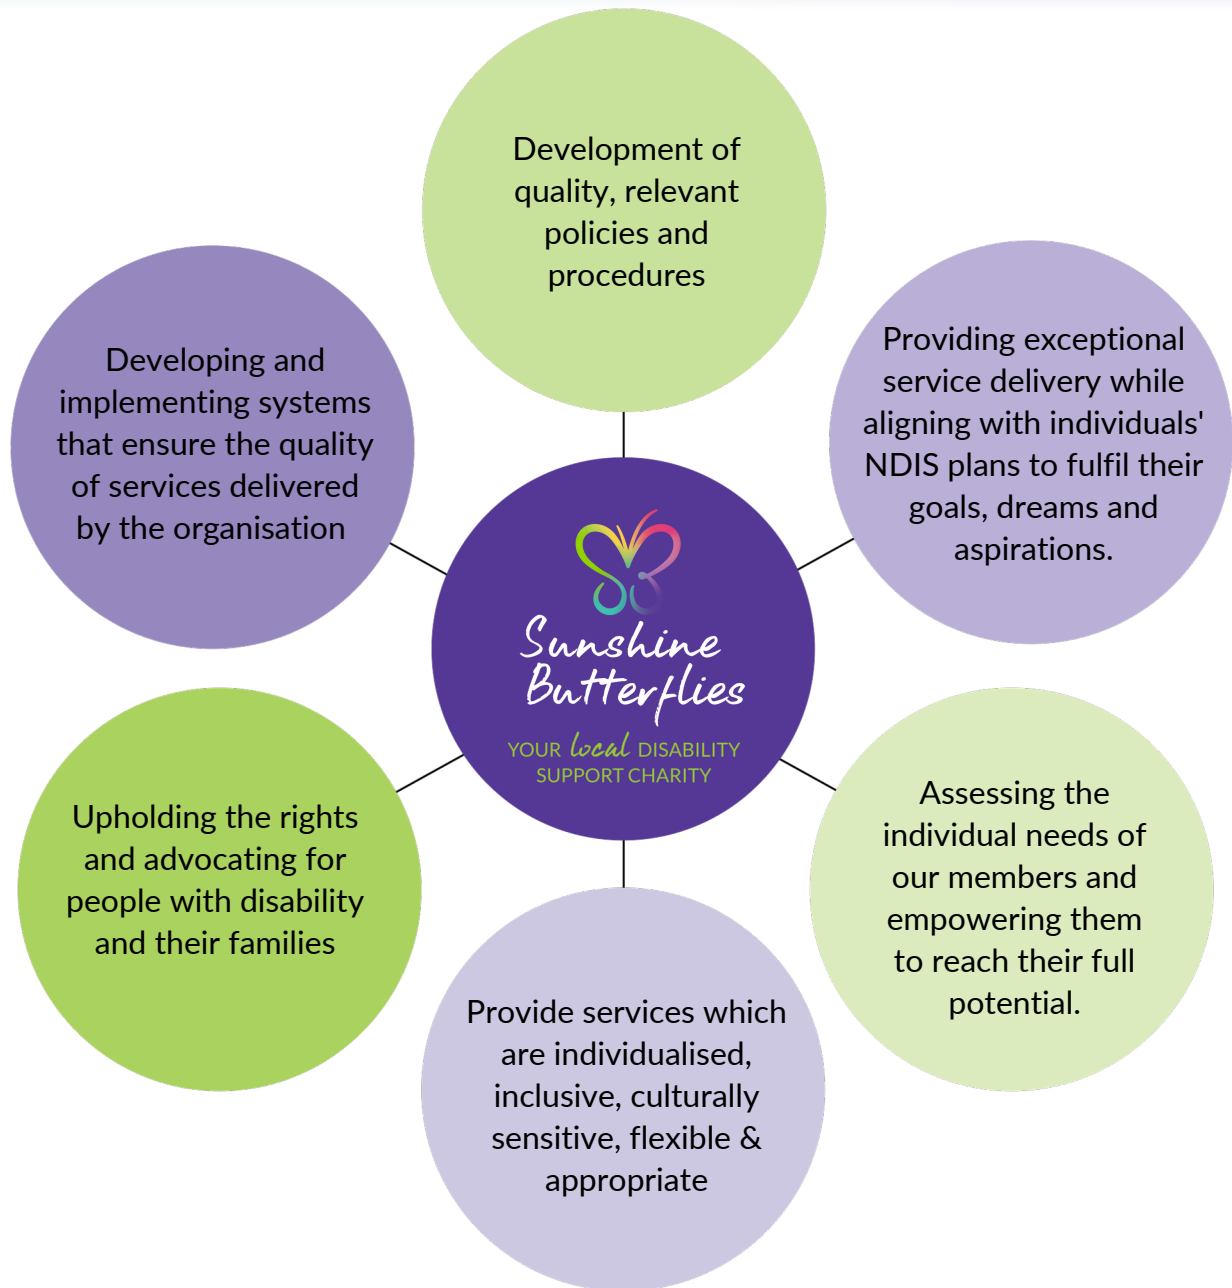 Development of
quality, relevant
policies and
procedures
Providing exceptional
service delivery while
aligning with individuals'
NDIS plans to fulfil their
goals, dreams and
aspirations.
Assessing the
individual needs of
our members and
empowering them
to reach their full
potential.
Provide services which
are individualised,
inclusive, culturally
sensitive, flexible &
appropriate
Upholding the rights
and advocating for
people with disability
and their families
Developing and
implementing systems
that ensure the quality
of services delivered
by the organisation
Sunshine
Butterflies
YOUR local DISABILITY
SUPPORT CHARITY